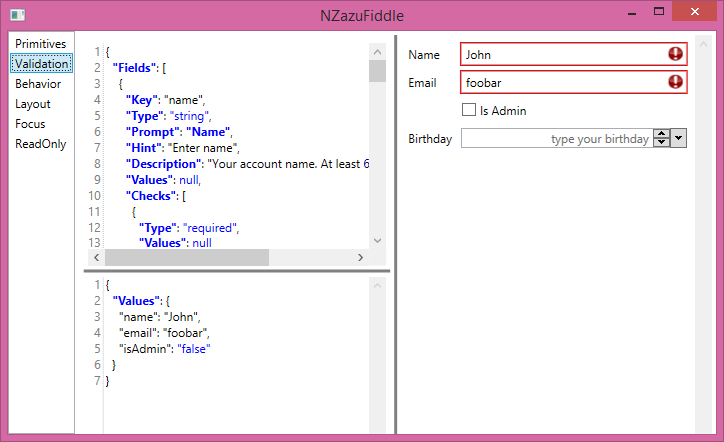 NZazuFiddle
Primitives
Validation
Behavior
Layout
Focus
ReadOnly
1 {
2 "Fields": [
3 {
4 "Key": "name",
5 "Type": "string",
6 "Prompt": "Name",
7 "Hint": "Enter name",
8 "Description": "Your account name. At least 6
9 "Values": null,
10 "Checks": [
11 {
12 "Type": "required",
13 "Values": null
1 {
2 "Values": {
3 "name": "John",
4 "email": "foobar",
5 "isAdmin": "false"
6 }
7 }
Name John
Email foobar
Is Admin
Birthday type your birthday